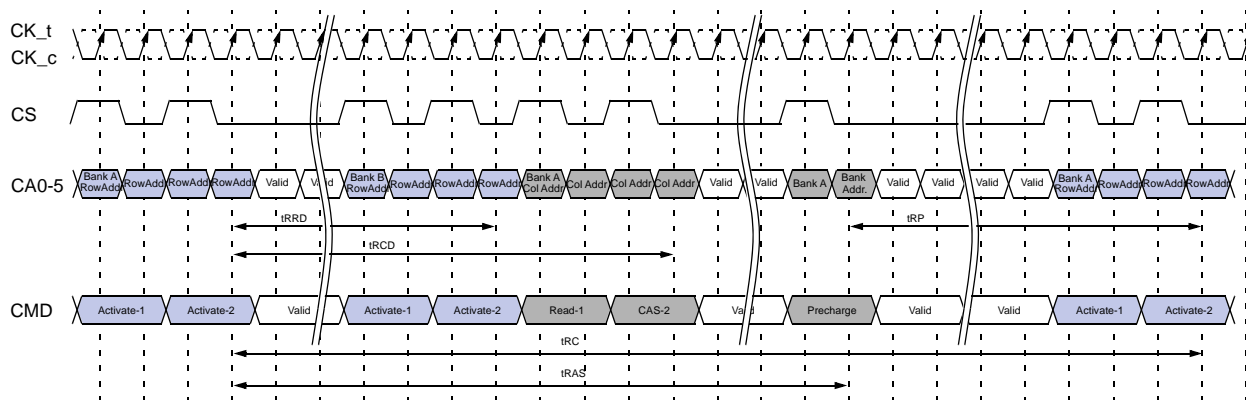 CK_t
CK_c
CS
CA0-5 Bank A RowAddr RowAddr RowAddr RowAddr Valid Valid Bank B RowAddr RowAddr RowAddr RowAddr Bank A Col Addr Col Addr Col Addr Col Addr Valid Valid Bank A Bank Addr. Valid Valid Valid Valid Bank A RowAddr RowAddr RowAddr RowAddr
tRRD tRP
tRCD
CMD Activate-1 Activate-2 Valid Activate-1 Activate-2 Read-1 CAS-2 Valid Precharge Valid Valid Activate-1 Activate-2
tRC
tRAS